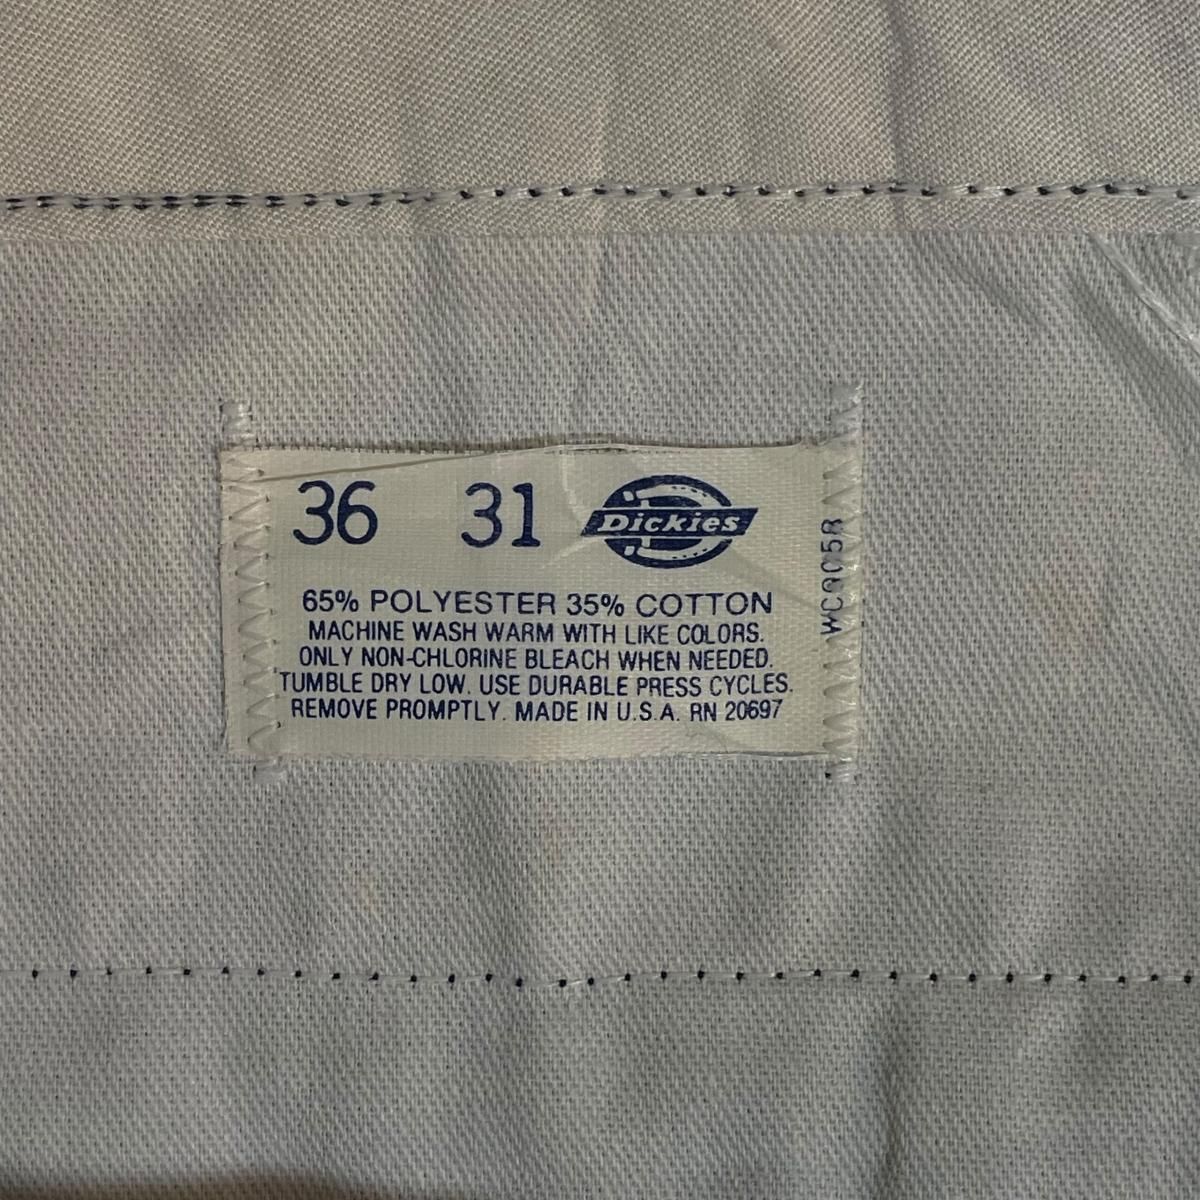 36 31 Dickies
65% POLYESTER 35% COTTON
MACHINE WASH WARM WITH LIKE COLORS.
ONLY NON-CHLORINE BLEACH WHEN NEEDED.
TUMBLE DRY LOW. USE DURABLE PRESS CYCLES.
REMOVE PROMPTLY. MADE IN U.S.A. RN 20697